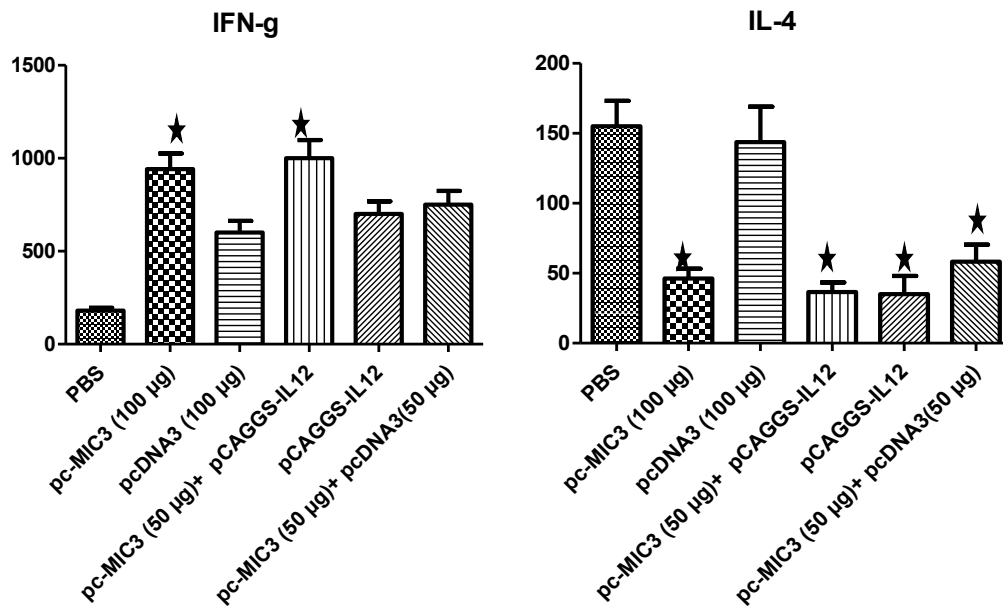 IFN-g
1500
1000
500
0
PBS
pc-MIC3 (100 µg)
pcDNA3 (100 µg)
pc-MIC3 (50 µg)+ pCAGGS-IL12
pCAGGS-IL12
pc-MIC3 (50 µg)+ pcDNA3(50 µg)
IL-4
200
150
100
50
0
PBS
pc-MIC3 (100 µg)
pcDNA3 (100 µg)
pc-MIC3 (50 µg)+ pCAGGS-IL12
pCAGGS-IL12
pc-MIC3 (50 µg)+ pcDNA3(50 µg)